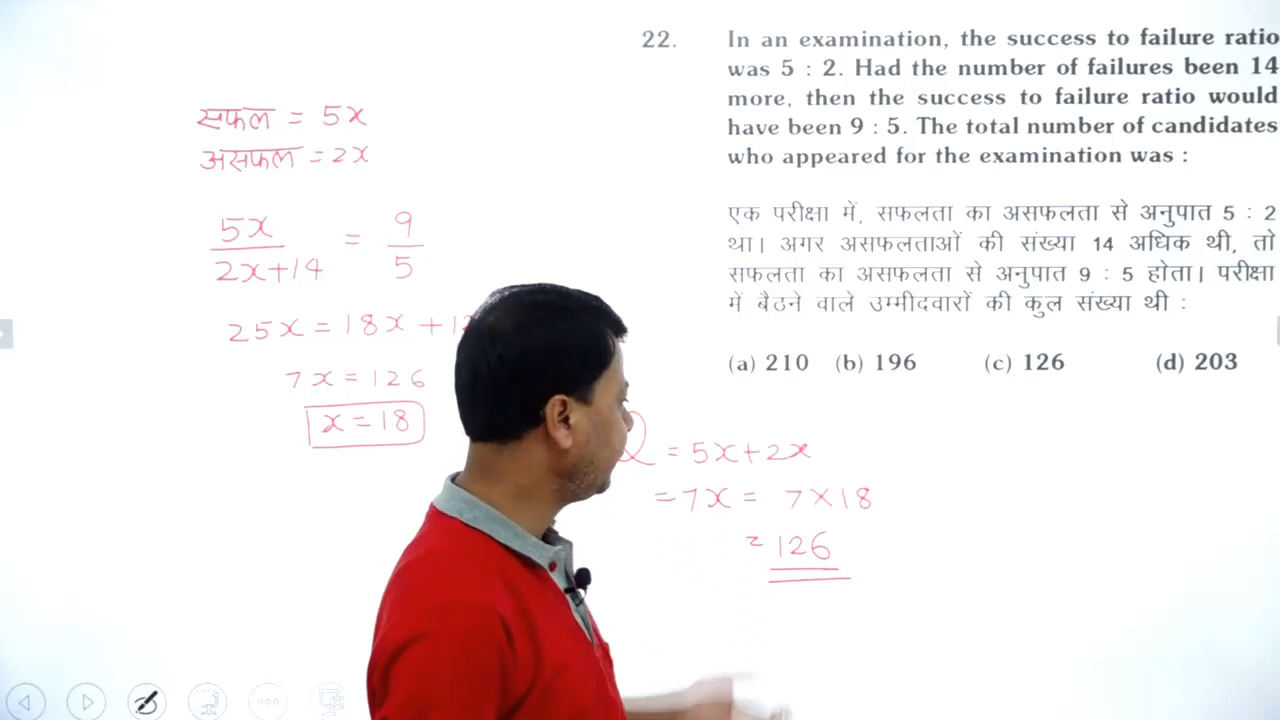 22. In an examination, the success to failure ratio
was 5 : 2. Had the number of failures been 14
more, then the success to failure ratio would
have been 9 : 5. The total number of candidates
who appeared for the examination was :
एक परीक्षा में, सफलता का असफलता से अनुपात 5 : 2
था। अगर असफलताओं की संख्या 14 अधिक थी, तो
सफलता का असफलता से अनुपात 9 : 5 होता। परीक्षा
में बैठने वाले उम्मीदवारों की कुल संख्या थी :
(a) 210 (b) 196 (c) 126 (d) 203
सफल = 5x
असफल = 2x
5x/2x+14 = 9/5
25x = 18x +
7x = 126
x = 18
= 5x+2x
= 7x = 7×18
= 126